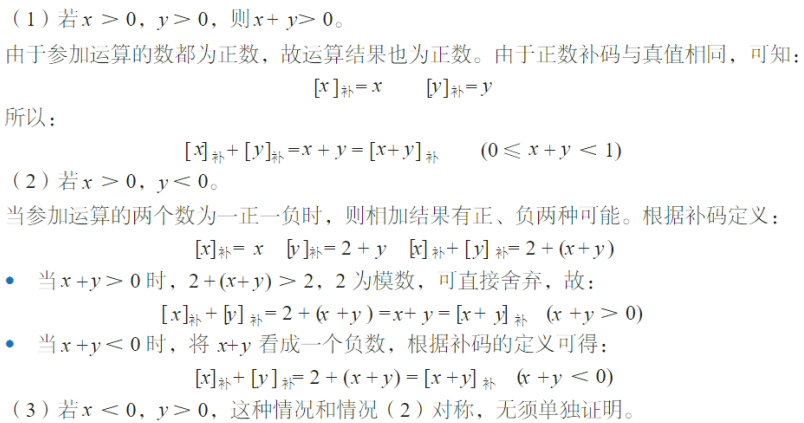 （1）若 x > 0，y > 0，则x + y > 0。
由于参加运算的数都为正数，故运算结果也为正数。由于正数补码与真值相同，可知：
[x]补 = x [y]补 = y
所以：
[x]补 + [y]补 = x + y = [x+y]补 (0 ≤ x + y < 1)
（2）若 x > 0，y < 0。
当参加运算的两个数为一正一负时，则相加结果有正、负两种可能。根据补码定义：
[x]补 = x [y]补 = 2 + y [x]补 + [y]补 = 2 + (x+y)
• 当 x + y > 0 时，2 + (x+y) > 2，2 为模数，可直接舍弃，故：
[x]补 + [y]补 = 2 + (x + y) = x + y = [x+y]补 (x + y > 0)
• 当 x + y < 0 时，将 x+y 看成一个负数，根据补码的定义可得：
[x]补 + [y]补 = 2 + (x + y) = [x+y]补 (x + y < 0)
（3）若 x < 0，y > 0，这种情况和情况（2）对称，无须单独证明。